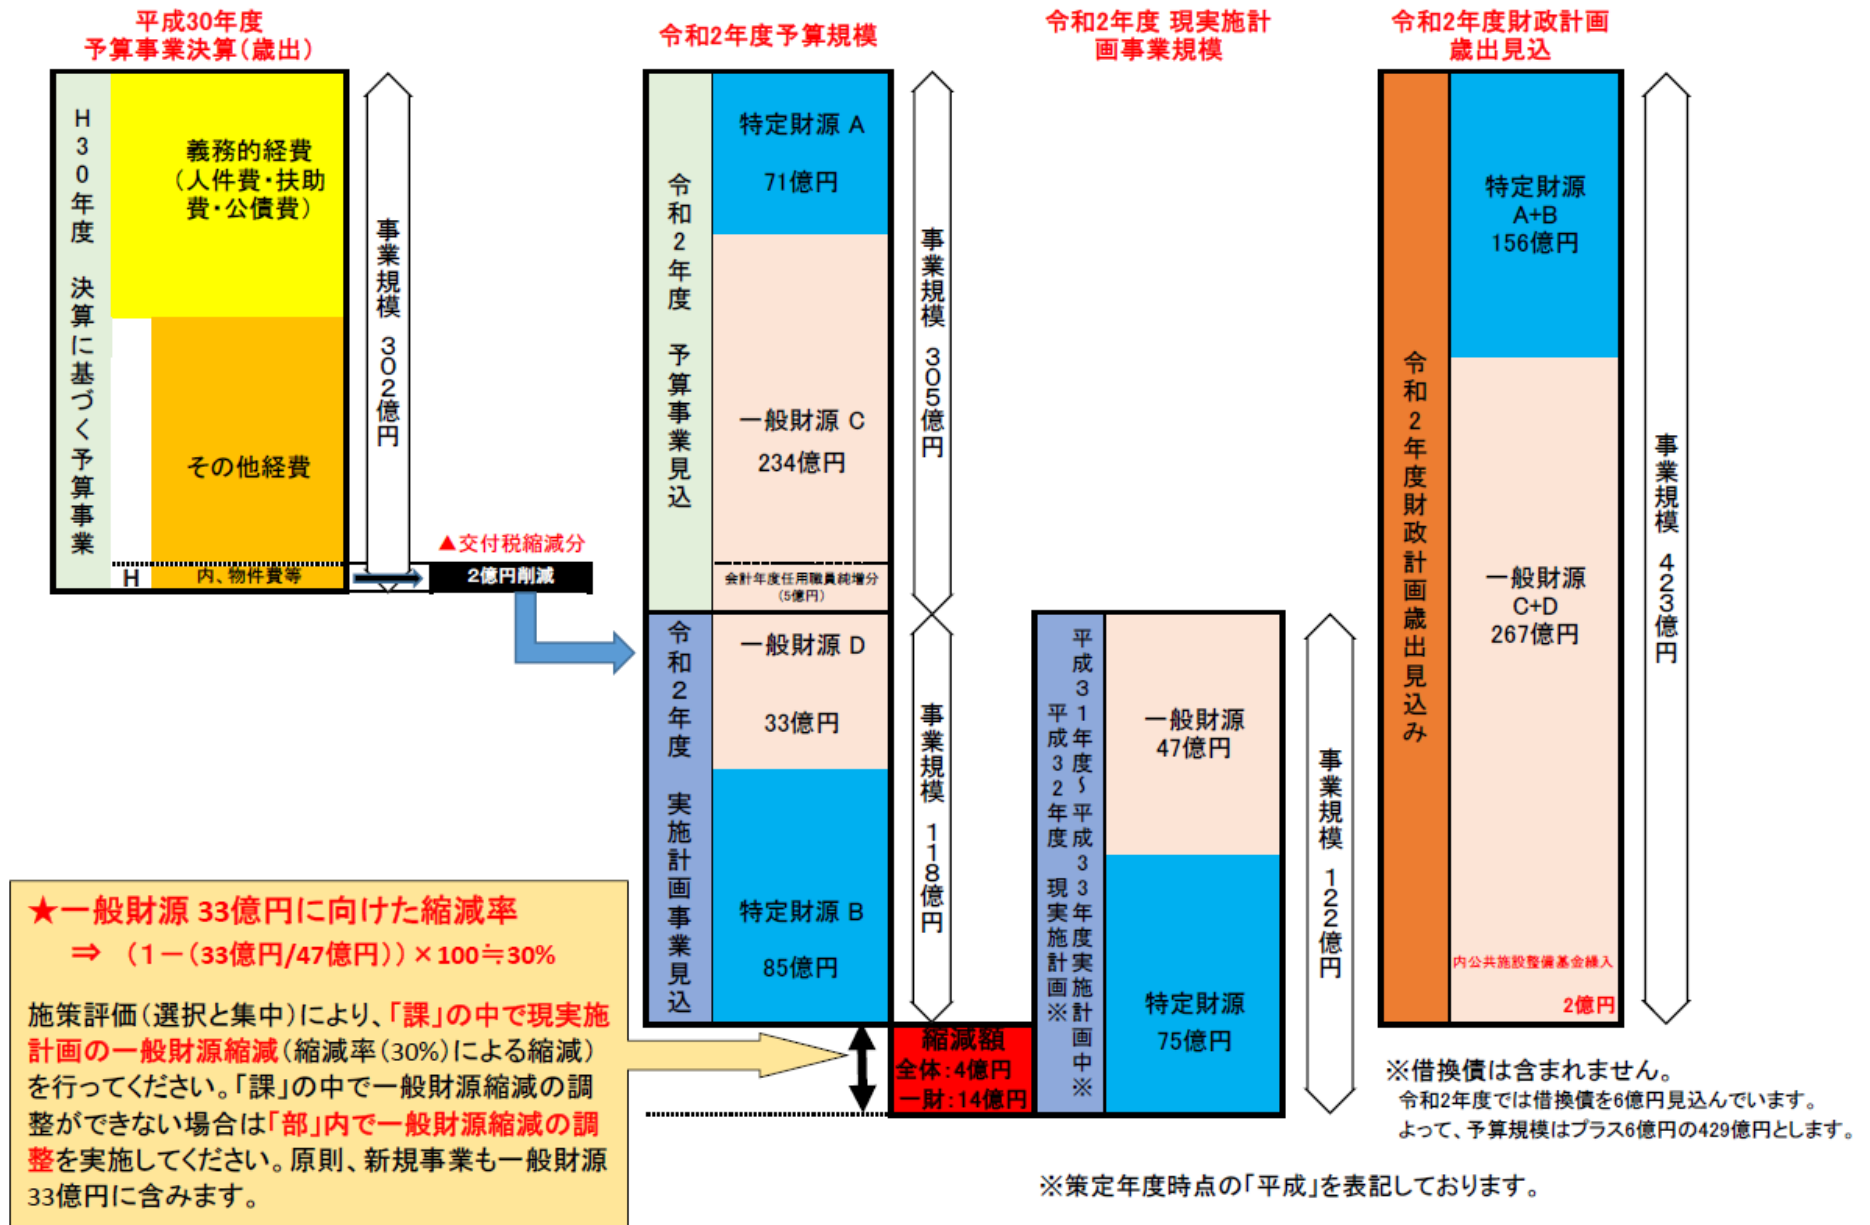 平成30年度
予算事業決算(歳出)
H30年度 決算に基づく予算事業
義務的経費
(人件費・扶助
費・公債費)
その他経費
H
内、物件費等
事業規模 302億円
▲交付税縮減分
2億円削減
令和2年度予算規模
令和2年度 予算事業見込
特定財源 A
71億円
一般財源 C
234億円
会計年度任用職員純増分
(5億円)
事業規模 305億円
令和2年度 実施計画事業見込
一般財源 D
33億円
特定財源 B
85億円
事業規模 118億円
縮減額
全体:4億円
一財:14億円
令和2年度 現実施計
画事業規模
平成31年度~平成33年度実施計画中※
平成32年度 現実施計画※
一般財源
47億円
特定財源
75億円
事業規模 122億円
令和2年度財政計画
歳出見込
令和2年度財政計画歳出見込み
特定財源
A+B
156億円
一般財源
C+D
267億円
内公共施設整備基金繰入
2億円
事業規模 423億円
★一般財源 33億円に向けた縮減率
⇒ (1-(33億円/47億円))×100≒30%
施策評価(選択と集中)により、「課」の中で現実施
計画の一般財源縮減(縮減率(30%)による縮減)
を行ってください。「課」の中で一般財源縮減の調
整ができない場合は「部」内で一般財源縮減の調
整を実施してください。原則、新規事業も一般財源
33億円に含みます。
※借換債は含まれません。
令和2年度では借換債を6億円見込んでいます。
よって、予算規模はプラス6億円の429億円とします。
※策定年度時点の「平成」を表記しております。